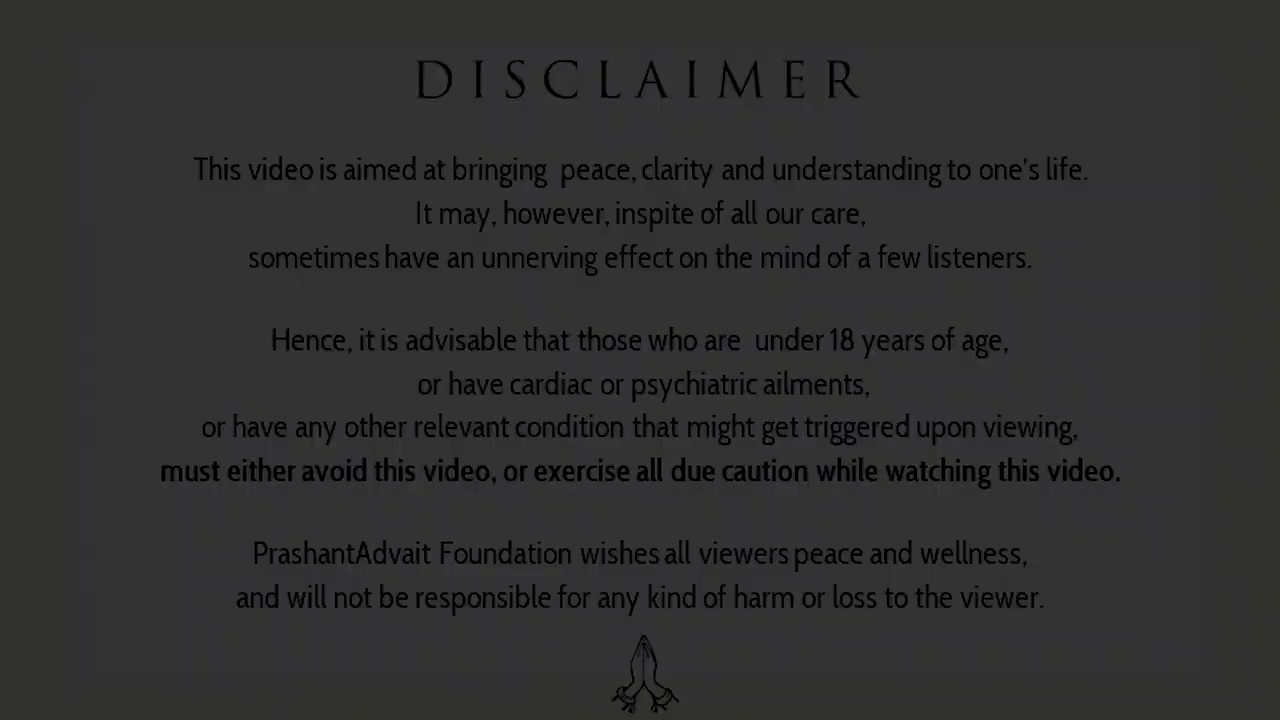 DISCLAIMER
This video is aimed at bringing peace, clarity and understanding to one's life.
It may, however, inspite of all our care,
sometimes have an unnerving effect on the mind of a few listeners.
Hence, it is advisable that those who are under 18 years of age,
or have cardiac or psychiatric ailments,
or have any other relevant condition that might get triggered upon viewing,
must either avoid this video, or exercise all due caution while watching this video.
PrashantAdvait Foundation wishes all viewers peace and wellness,
and will not be responsible for any kind of harm or loss to the viewer.